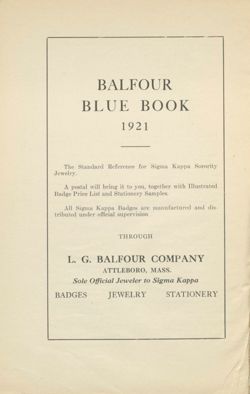 BALFOUR
BLUE BOOK
1921
The Standard Reference for Sigma Kappa Sorority
Jewelry.
A postal will bring it to you, together with Illustrated
Badge Price List and Stationery Samples.
All Sigma Kappa Badges are manufactured and dis-
tributed under official supervision
THROUGH
L. G. BALFOUR COMPANY
ATTLEBORO, MASS.
Sole Official Jeweler to Sigma Kappa
BADGES JEWELRY STATIONERY